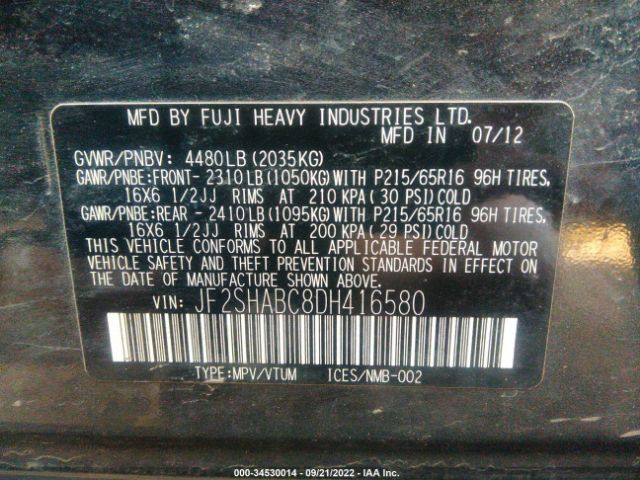 MFD BY FUJI HEAVY INDUSTRIES LTD.
MFD IN 07/12
GVWR/PNBV: 4480LB(2035KG)
GAWR/PNBE:FRONT-2310LB(1050KG)WITH P215/65R16 96H TIRES,
16X6 1/2JJ RIMS AT 210 KPA(30 PSI)COLD
GAWR/PNBE:REAR -2410LB(1095KG)WITH P215/65R16 96H TIRES,
16X6 1/2JJ RIMS AT 200 KPA(29 PSI)COLD
THIS VEHICLE CONFORMS TO ALL APPLICABLE FEDERAL MOTOR
VEHICLE SAFETY AND THEFT PREVENTION STANDARDS IN EFFECT ON
THE DATE OF MANUFACTURE SHOWN ABOVE.
VIN: JF2SHABC8DH416580
TYPE:MPV/VTUM ICES/NMB-002
000-34530014 - 09/21/2022 - IAA Inc.